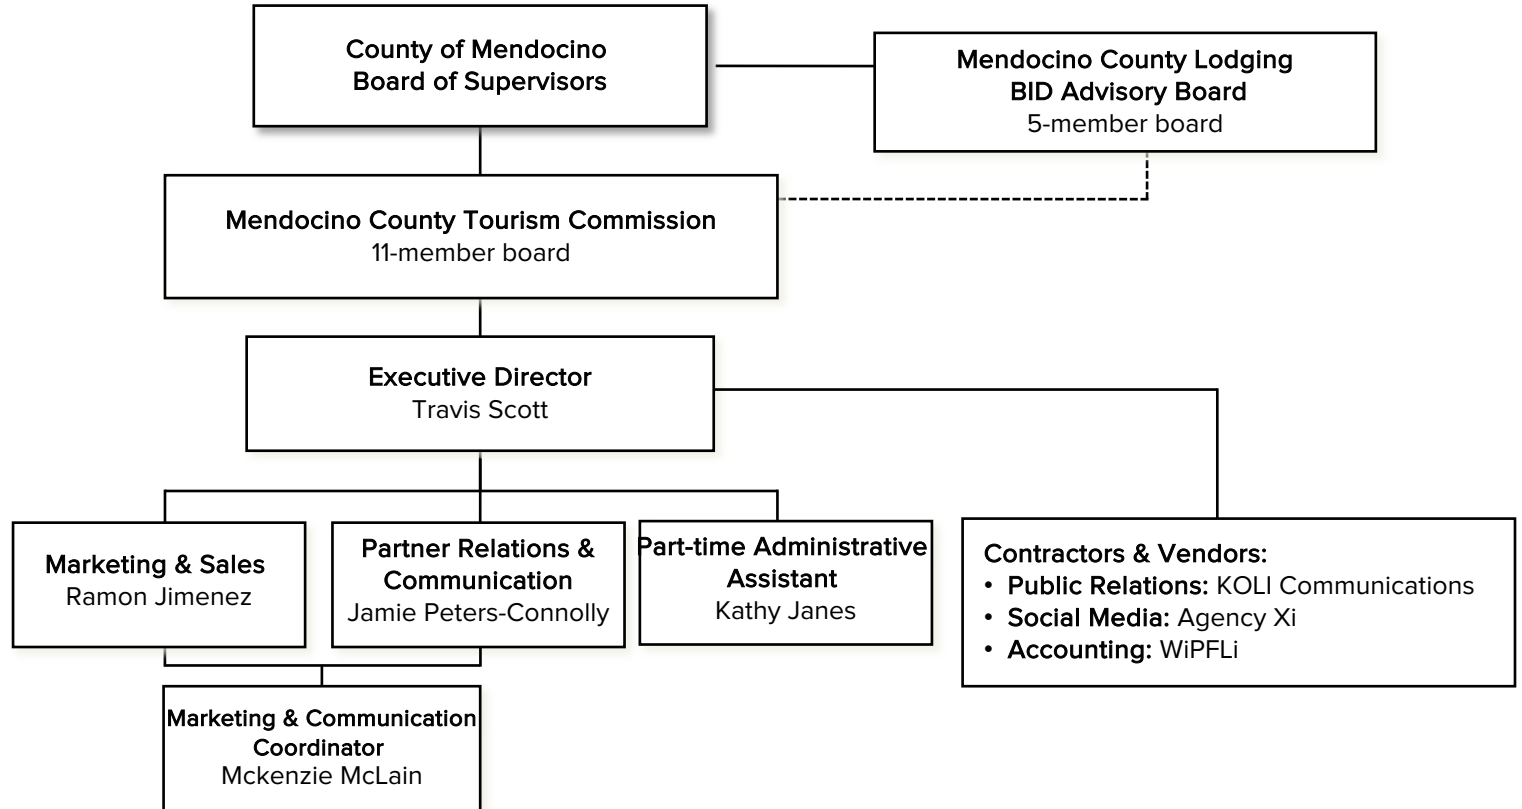 County of Mendocino
Board of Supervisors
Mendocino County Lodging
BID Advisory Board
5-member board
Mendocino County Tourism Commission
11-member board
Executive Director
Travis Scott
Marketing & Sales
Ramon Jimenez
Partner Relations &
Communication
Jamie Peters-Connolly
Part-time Administrative
Assistant
Kathy Janes
Contractors & Vendors:
• Public Relations: KOLI Communications
• Social Media: Agency Xi
• Accounting: WiPFLi
Marketing & Communication
Coordinator
Mckenzie McLain